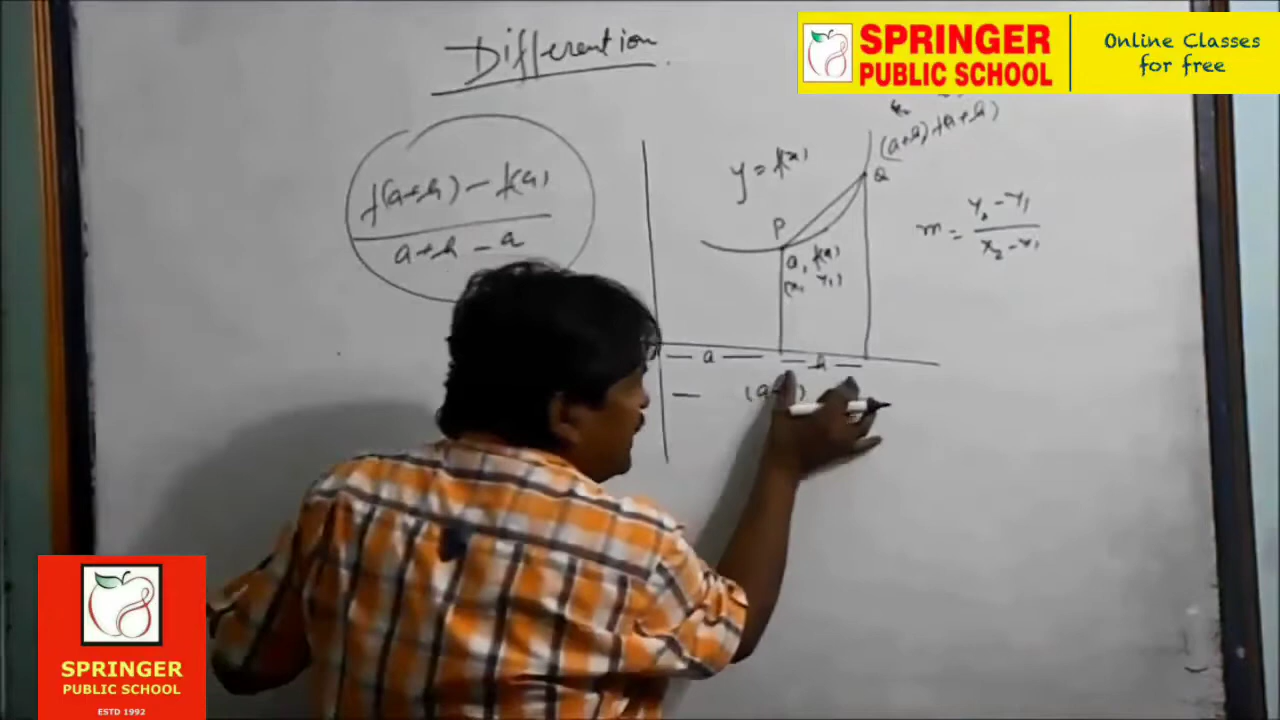 Differention
SPRINGER
PUBLIC SCHOOL
Online Classes
for free
(a+h) f(a+h)
y = f(x)
Q
f(a+h) - f(a)
a+h - a
P
m = y₂ - y₁
x₂ - x₁
a, f(a)
(x₁ y₁)
a
h
SPRINGER
PUBLIC SCHOOL
ESTD 1992